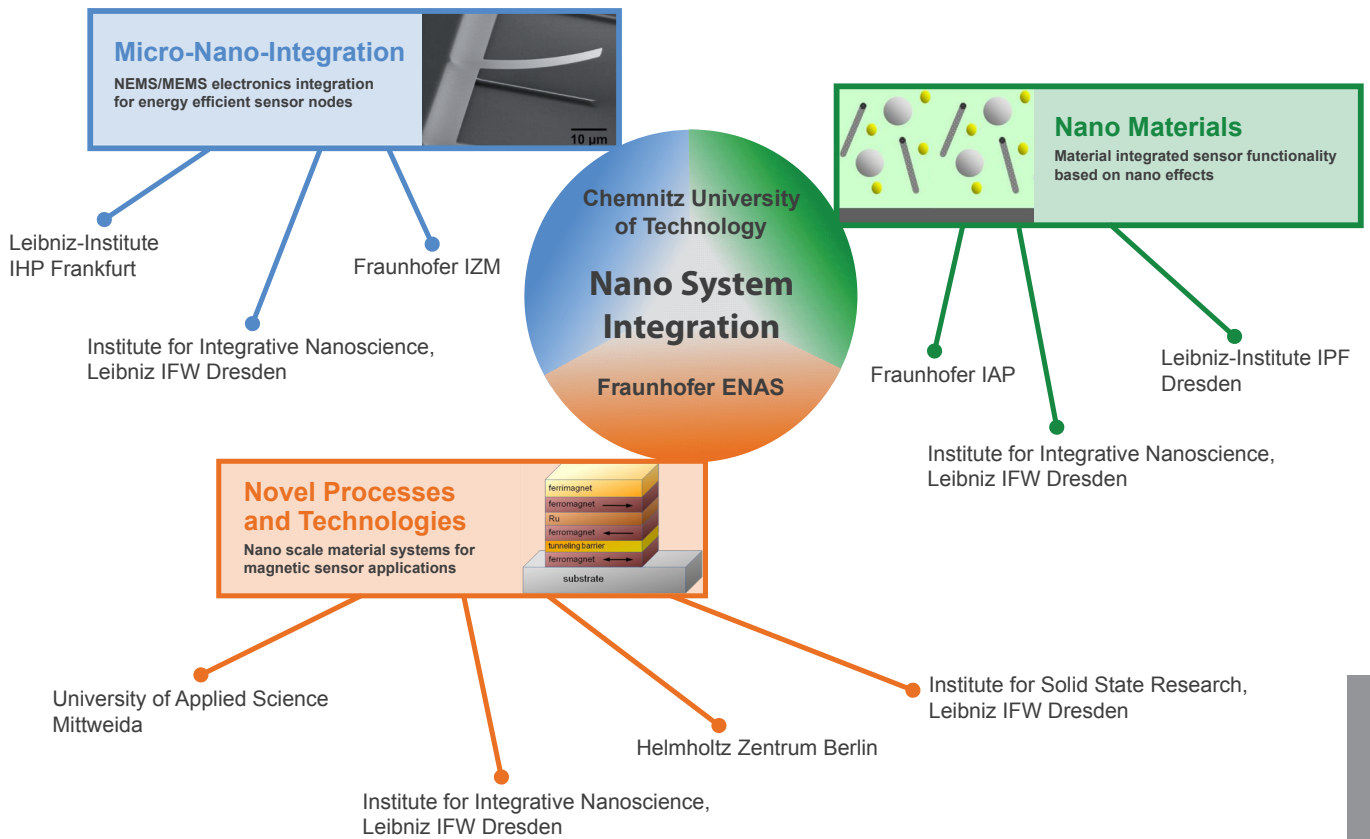 Micro-Nano-Integration
NEMS/MEMS electronics integration
for energy efficient sensor nodes
10 µm
Nano Materials
Material integrated sensor functionality
based on nano effects
Chemnitz University
of Technology
Nano System
Integration
Fraunhofer ENAS
Leibniz-Institute
IHP Frankfurt
Fraunhofer IZM
Institute for Integrative Nanoscience,
Leibniz IFW Dresden
Fraunhofer IAP
Leibniz-Institute IPF
Dresden
Institute for Integrative Nanoscience,
Leibniz IFW Dresden
Novel Processes
and Technologies
Nano scale material systems for
magnetic sensor applications
ferrimagnet
ferromagnet
Ru
ferromagnet
tunneling barrier
ferromagnet
substrate
University of Applied Science
Mittweida
Institute for Integrative Nanoscience,
Leibniz IFW Dresden
Helmholtz Zentrum Berlin
Institute for Solid State Research,
Leibniz IFW Dresden